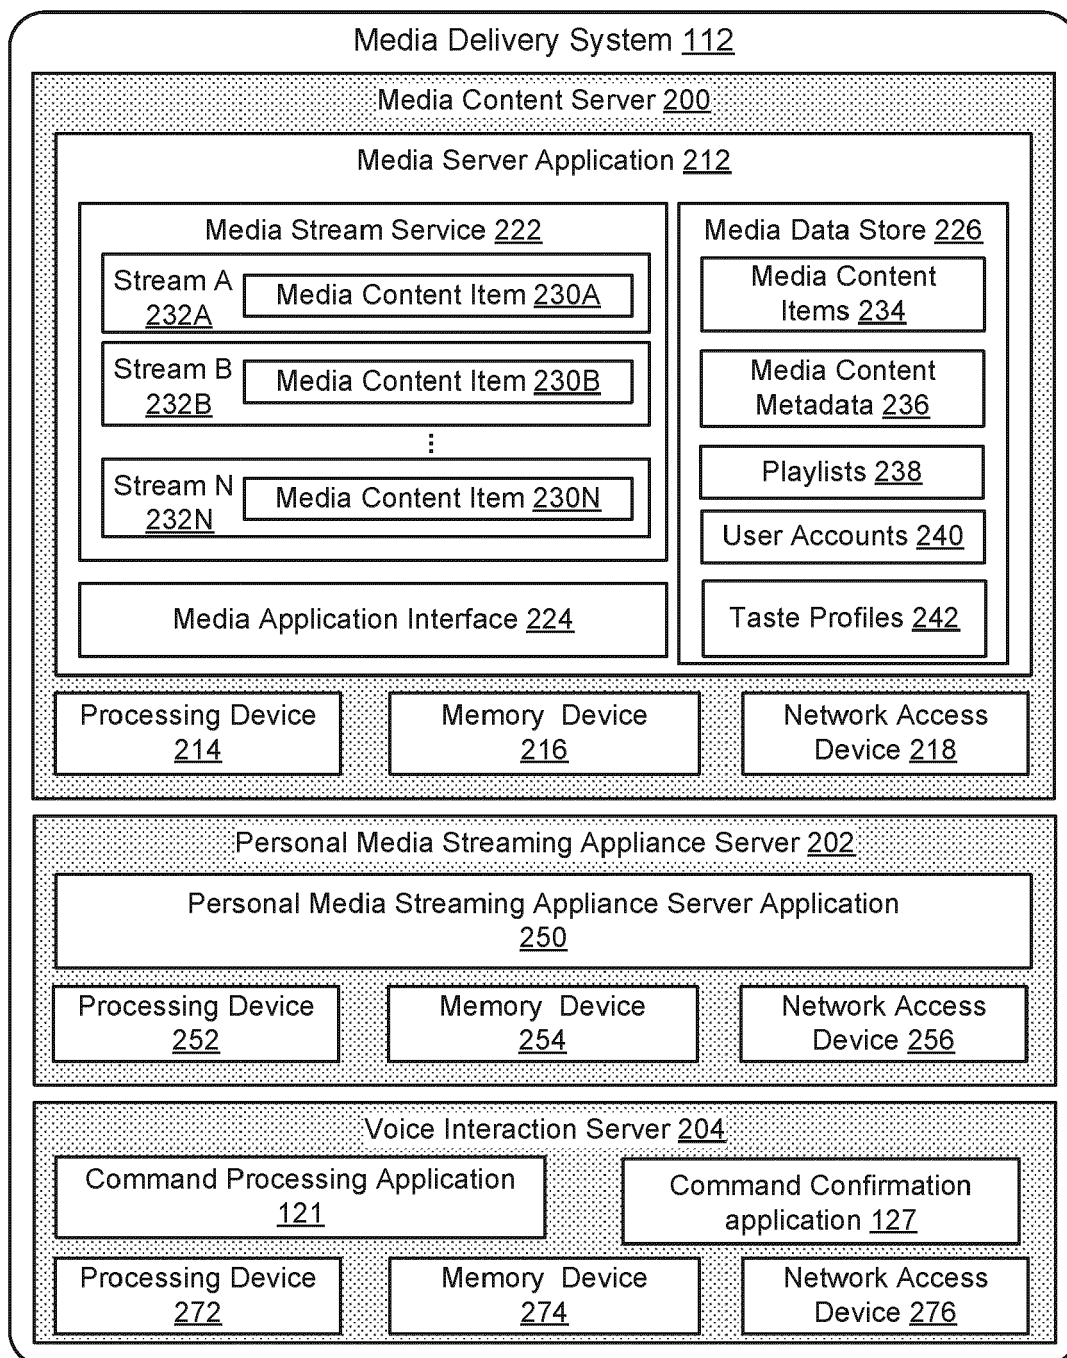 Media Delivery System 112
Media Content Server 200
Media Server Application 212
Media Stream Service 222
Stream A
232A
Media Content Item 230A
Stream B
232B
Media Content Item 230B
⋮
Stream N
232N
Media Content Item 230N
Media Application Interface 224
Media Data Store 226
Media Content
Items 234
Media Content
Metadata 236
Playlists 238
User Accounts 240
Taste Profiles 242
Processing Device
214
Memory Device
216
Network Access
Device 218
Personal Media Streaming Appliance Server 202
Personal Media Streaming Appliance Server Application
250
Processing Device
252
Memory Device
254
Network Access
Device 256
Voice Interaction Server 204
Command Processing Application
121
Command Confirmation
application 127
Processing Device
272
Memory Device
274
Network Access
Device 276